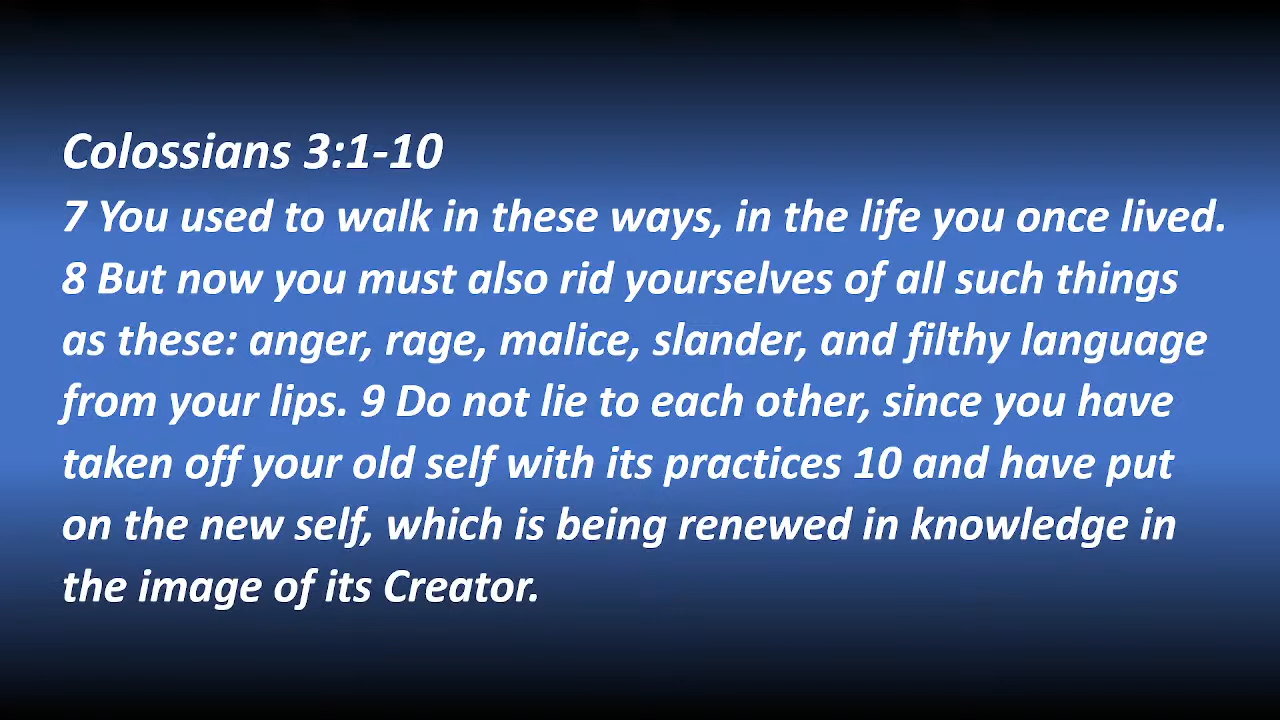 Colossians 3:1-10
7 You used to walk in these ways, in the life you once lived.
8 But now you must also rid yourselves of all such things
as these: anger, rage, malice, slander, and filthy language
from your lips. 9 Do not lie to each other, since you have
taken off your old self with its practices 10 and have put
on the new self, which is being renewed in knowledge in
the image of its Creator.